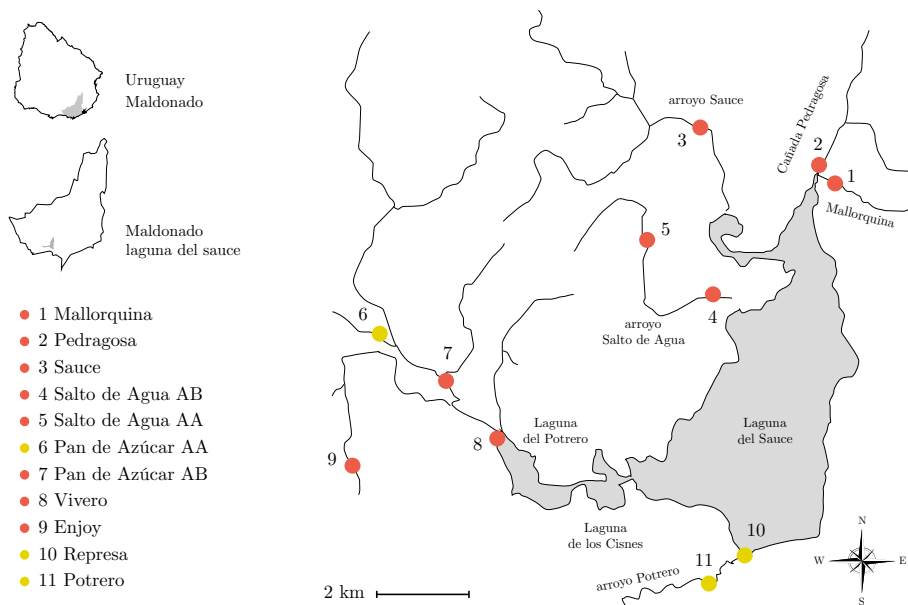 Uruguay
Maldonado
Maldonado
laguna del sauce
1 Mallorquina
2 Pedragosa
3 Sauce
4 Salto de Agua AB
5 Salto de Agua AA
6 Pan de Azúcar AA
7 Pan de Azúcar AB
8 Vivero
9 Enjoy
10 Represa
11 Potrero
arroyo Sauce
3
Cañada Pedragosa
2
1
Mallorquina
5
4
arroyo
Salto de Agua
6
7
8
9
Laguna
del Potrero
Laguna
del Sauce
Laguna
de los Cisnes
10
11
arroyo Potrero
2 km
N
W
E
S